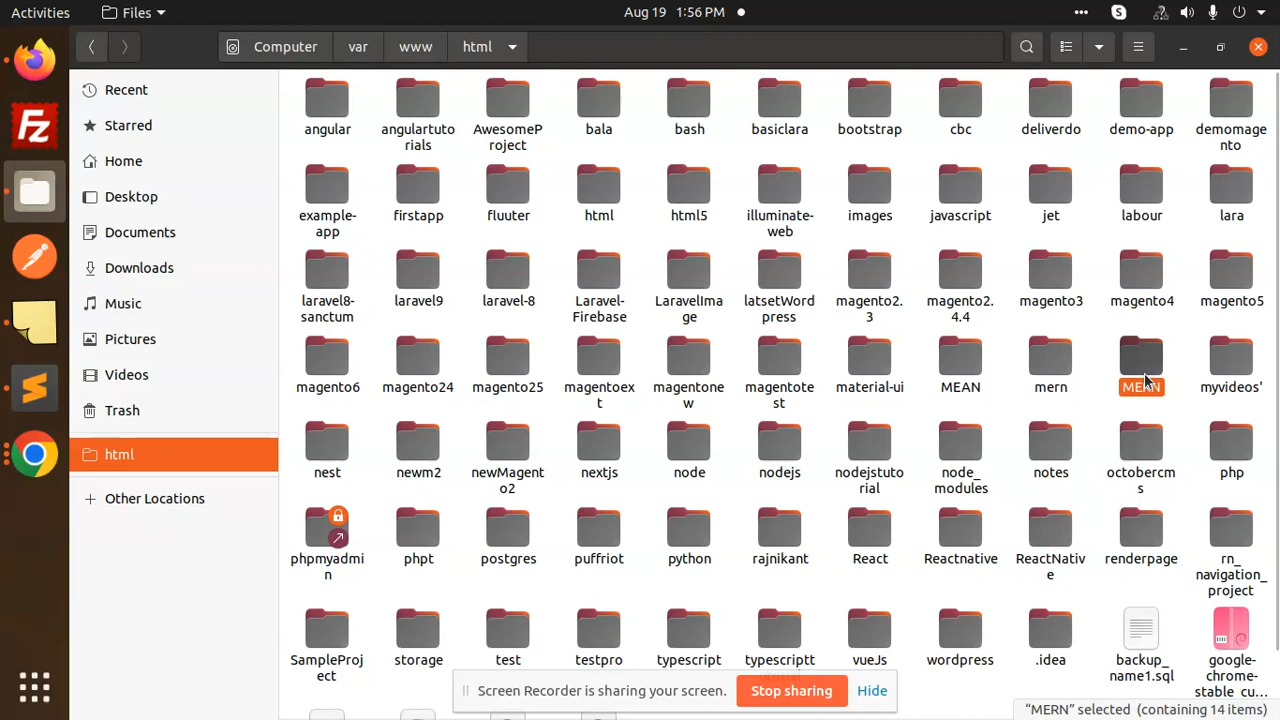 Activities
Files
Aug 19 1:56 PM
Computer
var
www
html
Recent
Starred
Home
Desktop
Documents
Downloads
Music
Pictures
Videos
Trash
html
Other Locations
angular
angulartuto
rials
AwesomeP
roject
bala
bash
basiclara
bootstrap
cbc
deliverdo
demo-app
demomage
nto
example-
app
firstapp
fluuter
html
html5
illuminate-
web
images
javascript
jet
labour
lara
laravel8-
sanctum
laravel9
laravel-8
Laravel-
Firebase
LaravelIma
ge
latsetWord
press
magento2.
3
magento2.
4.4
magento3
magento4
magento5
magento6
magento24
magento25
magentoex
t
magentone
w
magentote
st
material-ui
MEAN
mern
MERN
myvideos'
nest
newm2
newMagent
o2
nextjs
node
nodejs
nodejstuto
rial
node_
modules
notes
octobercm
s
php
phpmyadmi
n
phpt
postgres
puffriot
python
rajnikant
React
Reactnative
ReactNativ
e
renderpage
rn_
navigation_
project
SampleProj
ect
storage
test
testpro
typescript
typescriptt
utorial
vueJs
wordpress
.idea
backup_
name1.sql
google-
chrome-
stable_cu...
Screen Recorder is sharing your screen.
Stop sharing
Hide
"MERN" selected (containing 14 items)